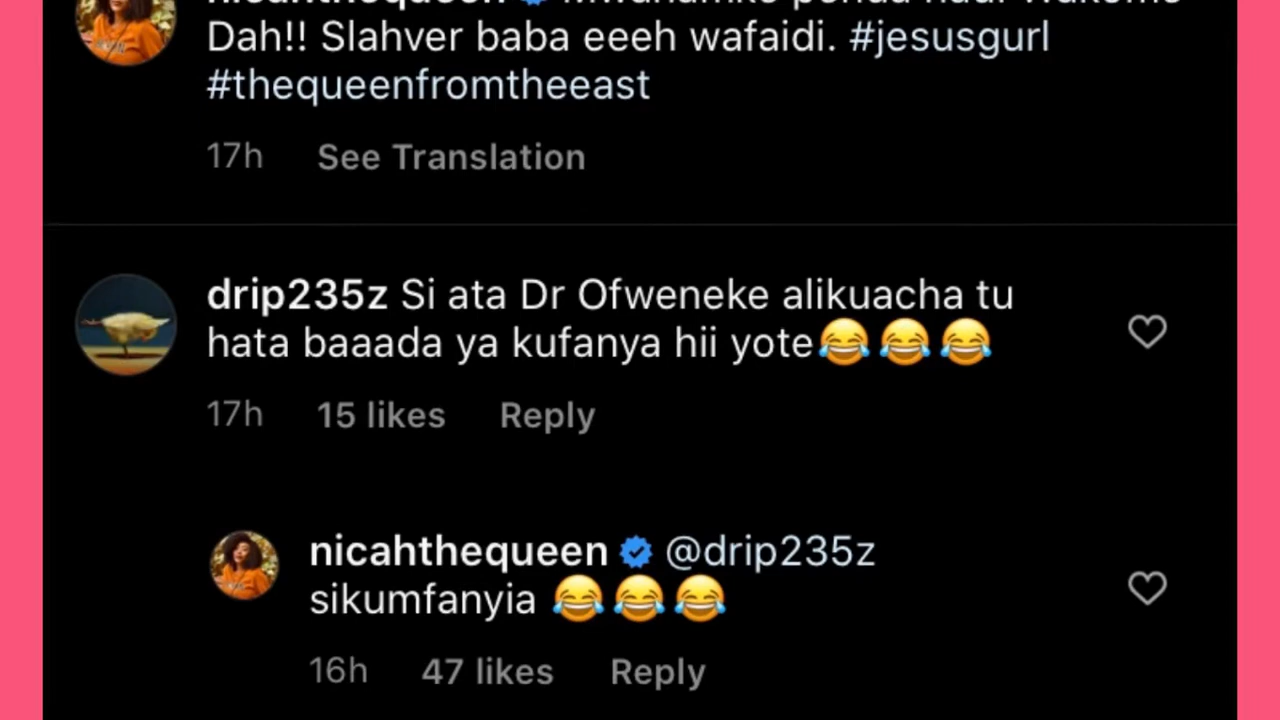 Dah!! Slahver baba eeeh wafaidi. #jesusgurl
#thequeenfromtheeast
17h See Translation
drip235z Si ata Dr Ofweneke alikuacha tu
hata baaada ya kufanya hii yote😂😂😂
17h 15 likes Reply
nicahthequeen @drip235z
sikumfanyia 😂😂😂
16h 47 likes Reply